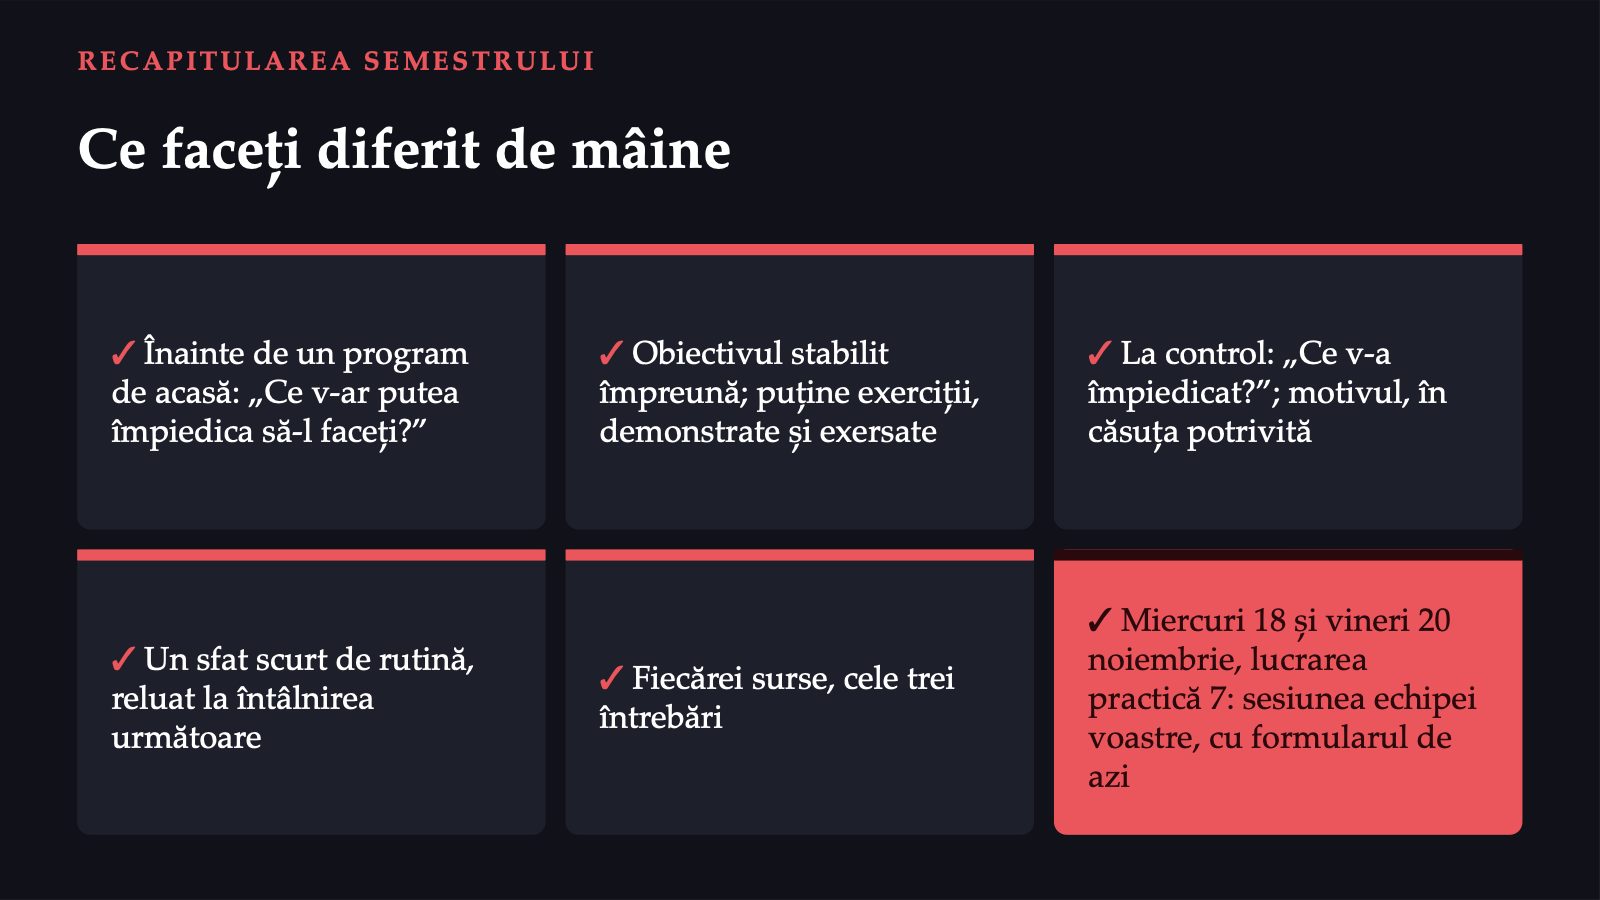 RECAPITULAREA SEMESTRULUI
Ce faceți diferit de mâine
✓ Înainte de un program
de acasă: „Ce v-ar putea
împiedica să-l faceți?”
✓ Obiectivul stabilit
împreună; puține exerciții,
demonstrate și exersate
✓ La control: „Ce v-a
împiedicat?”; motivul, în
căsuța potrivită
✓ Un sfat scurt de rutină,
reluat la întâlnirea
următoare
✓ Fiecărei surse, cele trei
întrebări
✓ Miercuri 18 și vineri 20
noiembrie, lucrarea
practică 7: sesiunea echipei
voastre, cu formularul de
azi